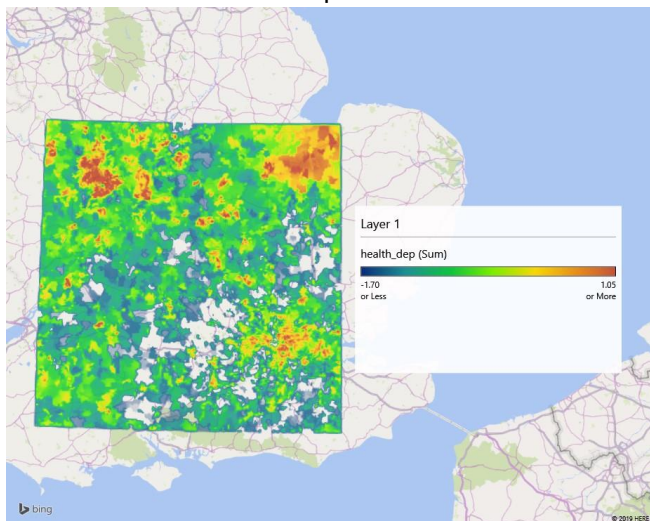 Layer 1
health_dep (Sum)
-1.70 1.05
or Less or More
bing
© 2019 HERE